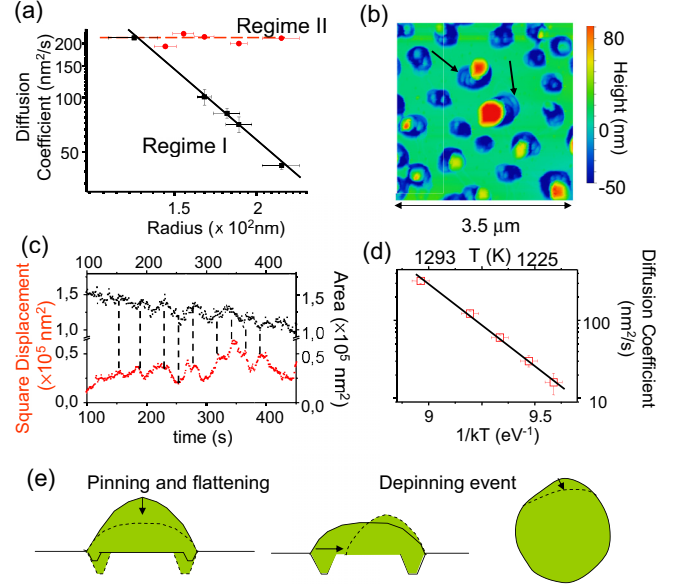 (a)
Diffusion
Coefficient (nm²/s)
200
150
100
50
Regime II
Regime I
1.5
2
Radius (× 10²nm)
(b)
80
0
-50
Height (nm)
3.5 μm
(c)
100 200 300 400
Square Displacement
(×10⁵ nm²)
1,5
1,0
0,5
0,0
1,5
1,0
0,5
0,0
Area (×10⁵ nm²)
100 200 300 400
time (s)
(d)
1293 T (K) 1225
100
10
Diffusion Coefficient
(nm²/s)
9 9.5
1/kT (eV⁻¹)
(e)
Pinning and flattening
Depinning event